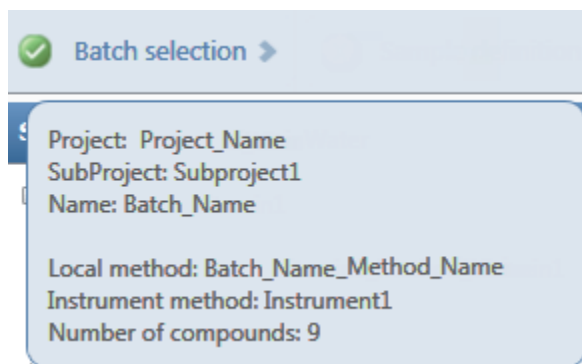 Batch selection
Project: Project_Name
SubProject: Subproject1
Name: Batch_Name
Local method: Batch_Name_Method_Name
Instrument method: Instrument1
Number of compounds: 9